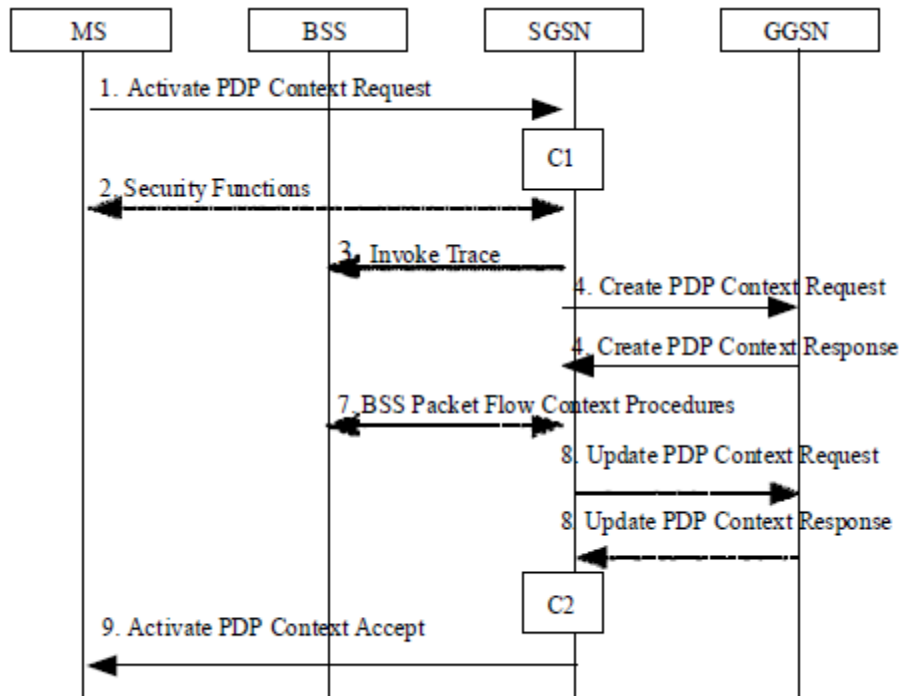 MS
BSS
SGSN
GGSN
1. Activate PDP Context Request
C1
2. Security Functions
3. Invoke Trace
4. Create PDP Context Request
4. Create PDP Context Response
7. BSS Packet Flow Context Procedures
8. Update PDP Context Request
8. Update PDP Context Response
C2
9. Activate PDP Context Accept